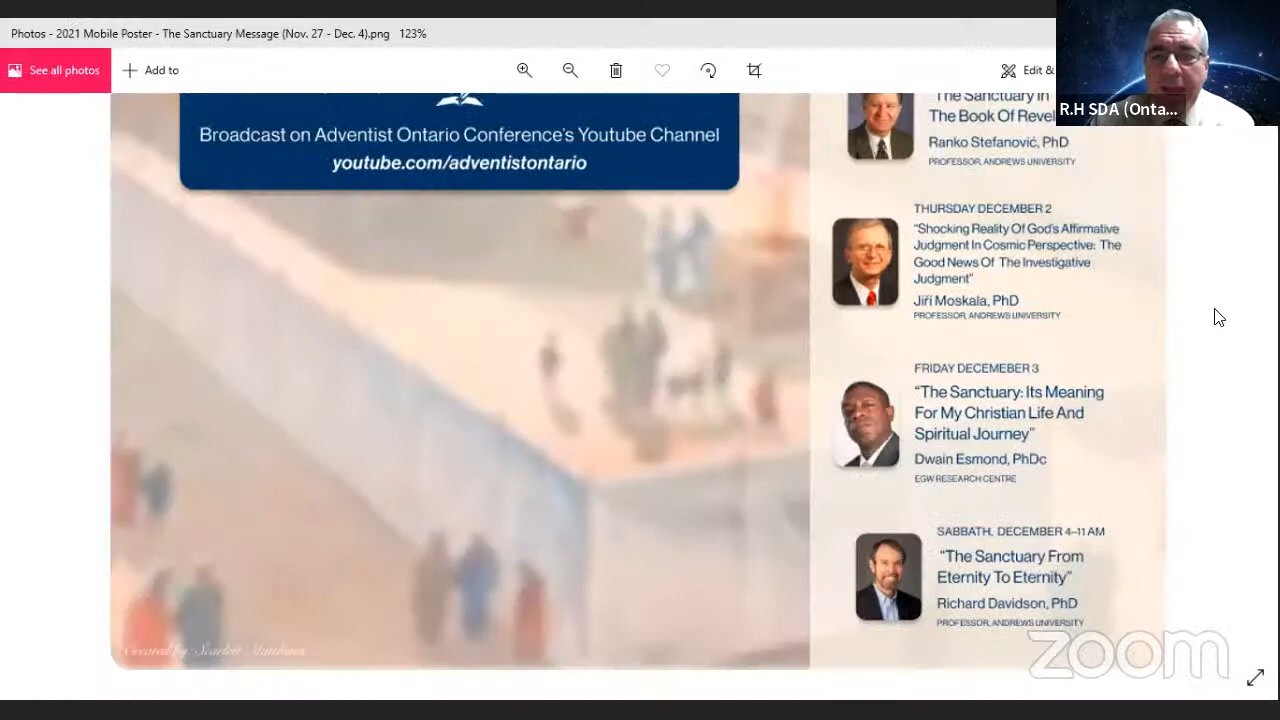 Photos - 2021 Mobile Poster - The Sanctuary Message (Nov. 27 - Dec. 4).png 123%
See all photos
Add to
Edit &
R.H SDA (Onta...
Broadcast on Adventist Ontario Conference's Youtube Channel
youtube.com/adventistontario
The Sanctuary In
The Book Of Revel
Ranko Stefanović, PhD
PROFESSOR, ANDREWS UNIVERSITY
THURSDAY DECEMBER 2
“Shocking Reality Of God's Affirmative
Judgment In Cosmic Perspective: The
Good News Of The Investigative
Judgment”
Jiří Moskala, PhD
PROFESSOR, ANDREWS UNIVERSITY
FRIDAY DECEMEBER 3
“The Sanctuary: Its Meaning
For My Christian Life And
Spiritual Journey”
Dwain Esmond, PhDc
EGW RESEARCH CENTRE
SABBATH, DECEMBER 4–11 AM
“The Sanctuary From
Eternity To Eternity”
Richard Davidson, PhD
PROFESSOR, ANDREWS UNIVERSITY
Created by: Scarlett Matthews
zoom